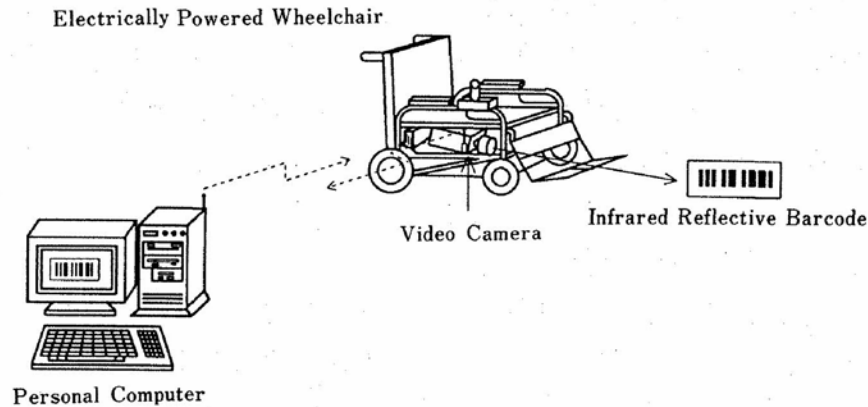 Electrically Powered Wheelchair
Video Camera
Infrared Reflective Barcode
Personal Computer